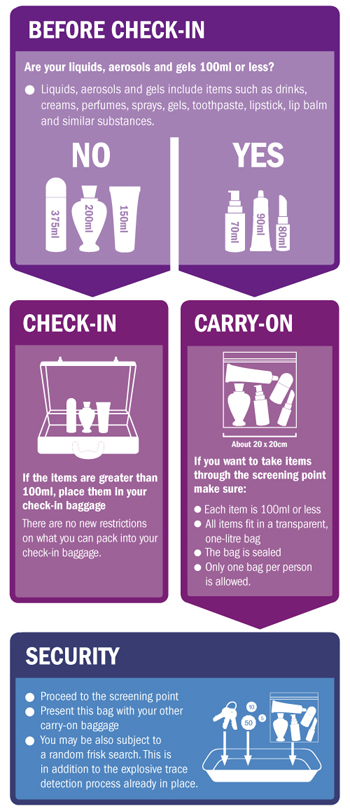 BEFORE CHECK-IN
Are your liquids, aerosols and gels 100ml or less?
Liquids, aerosols and gels include items such as drinks,
creams, perfumes, sprays, gels, toothpaste, lipstick, lip balm
and similar substances.
NO
375ml
200ml
150ml
YES
70ml
90ml
80ml
CHECK-IN
If the items are greater than
100ml, place them in your
check-in baggage
There are no new restrictions
on what you can pack into your
check-in baggage.
CARRY-ON
About 20 x 20cm
If you want to take items
through the screening point
make sure:
Each item is 100ml or less
All items fit in a transparent,
one-litre bag
The bag is sealed
Only one bag per person
is allowed.
SECURITY
Proceed to the screening point
Present this bag with your other
carry-on baggage
You may be also subject to
a random frisk search. This is
in addition to the explosive trace
detection process already in place.
10
50